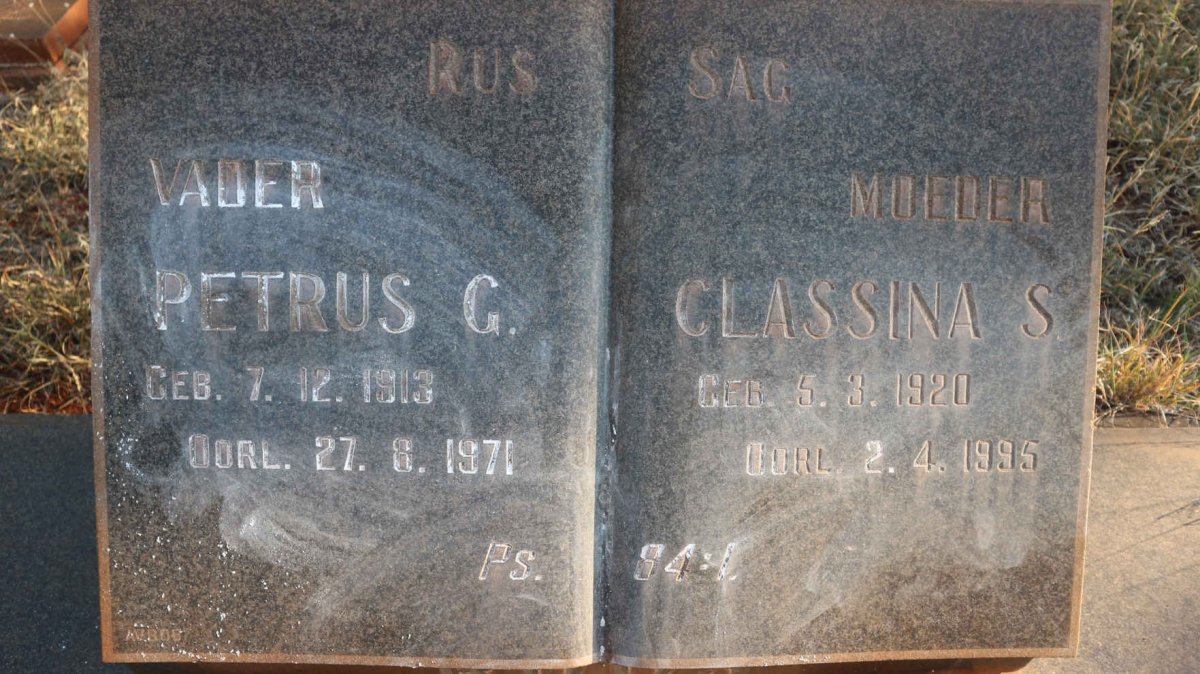 RUS SAG
VADER
PETRUS G.
GEB. 7. 12. 1913
OORL. 27. 8. 1971
MOEDER
CLASSINA S.
GEB. 5. 3. 1920
OORL. 2. 4. 1995
Ps. 84:1.